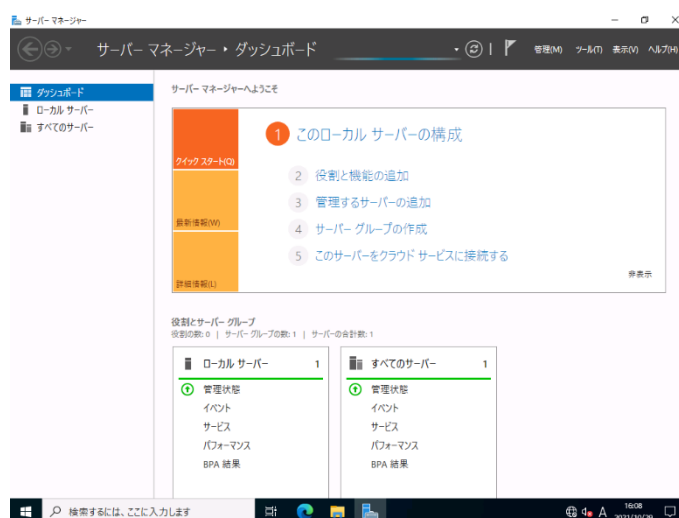 サーバー マネージャー
サーバー マネージャー ・ ダッシュボード
管理(M) ツール(T) 表示(V) ヘルプ(H)
ダッシュボード
ローカル サーバー
すべてのサーバー
サーバー マネージャーへようこそ
クイック スタート(Q)
最新情報(W)
詳細情報(L)
1 このローカル サーバーの構成
2 役割と機能の追加
3 管理するサーバーの追加
4 サーバー グループの作成
5 このサーバーをクラウド サービスに接続する
非表示
役割とサーバー グループ
役割の数: 0 | サーバー グループの数: 1 | サーバーの合計数: 1
ローカル サーバー 1
管理状態
イベント
サービス
パフォーマンス
BPA 結果
すべてのサーバー 1
管理状態
イベント
サービス
パフォーマンス
BPA 結果
検索するには、ここに入力します
A
16:08
2021/10/29